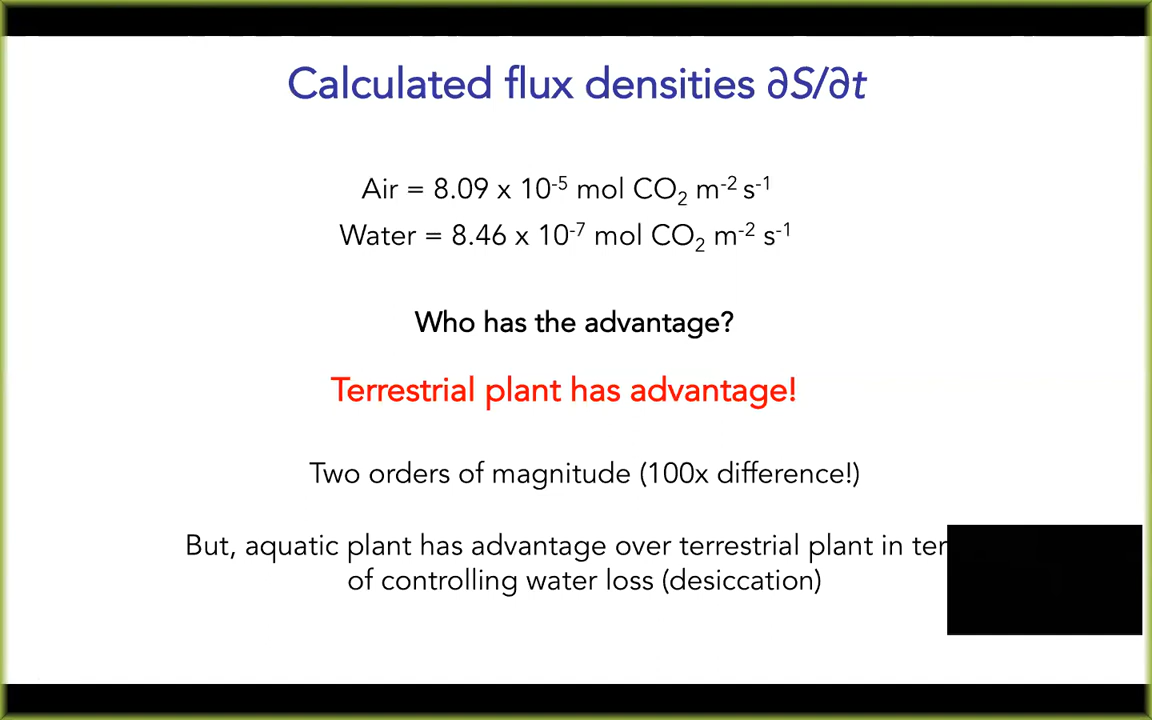 Calculated flux densities ∂S/∂t
Air = 8.09 x 10⁻⁵ mol CO₂ m⁻² s⁻¹
Water = 8.46 x 10⁻⁷ mol CO₂ m⁻² s⁻¹
Who has the advantage?
Terrestrial plant has advantage!
Two orders of magnitude (100x difference!)
But, aquatic plant has advantage over terrestrial plant in
of controlling water loss (desiccation)